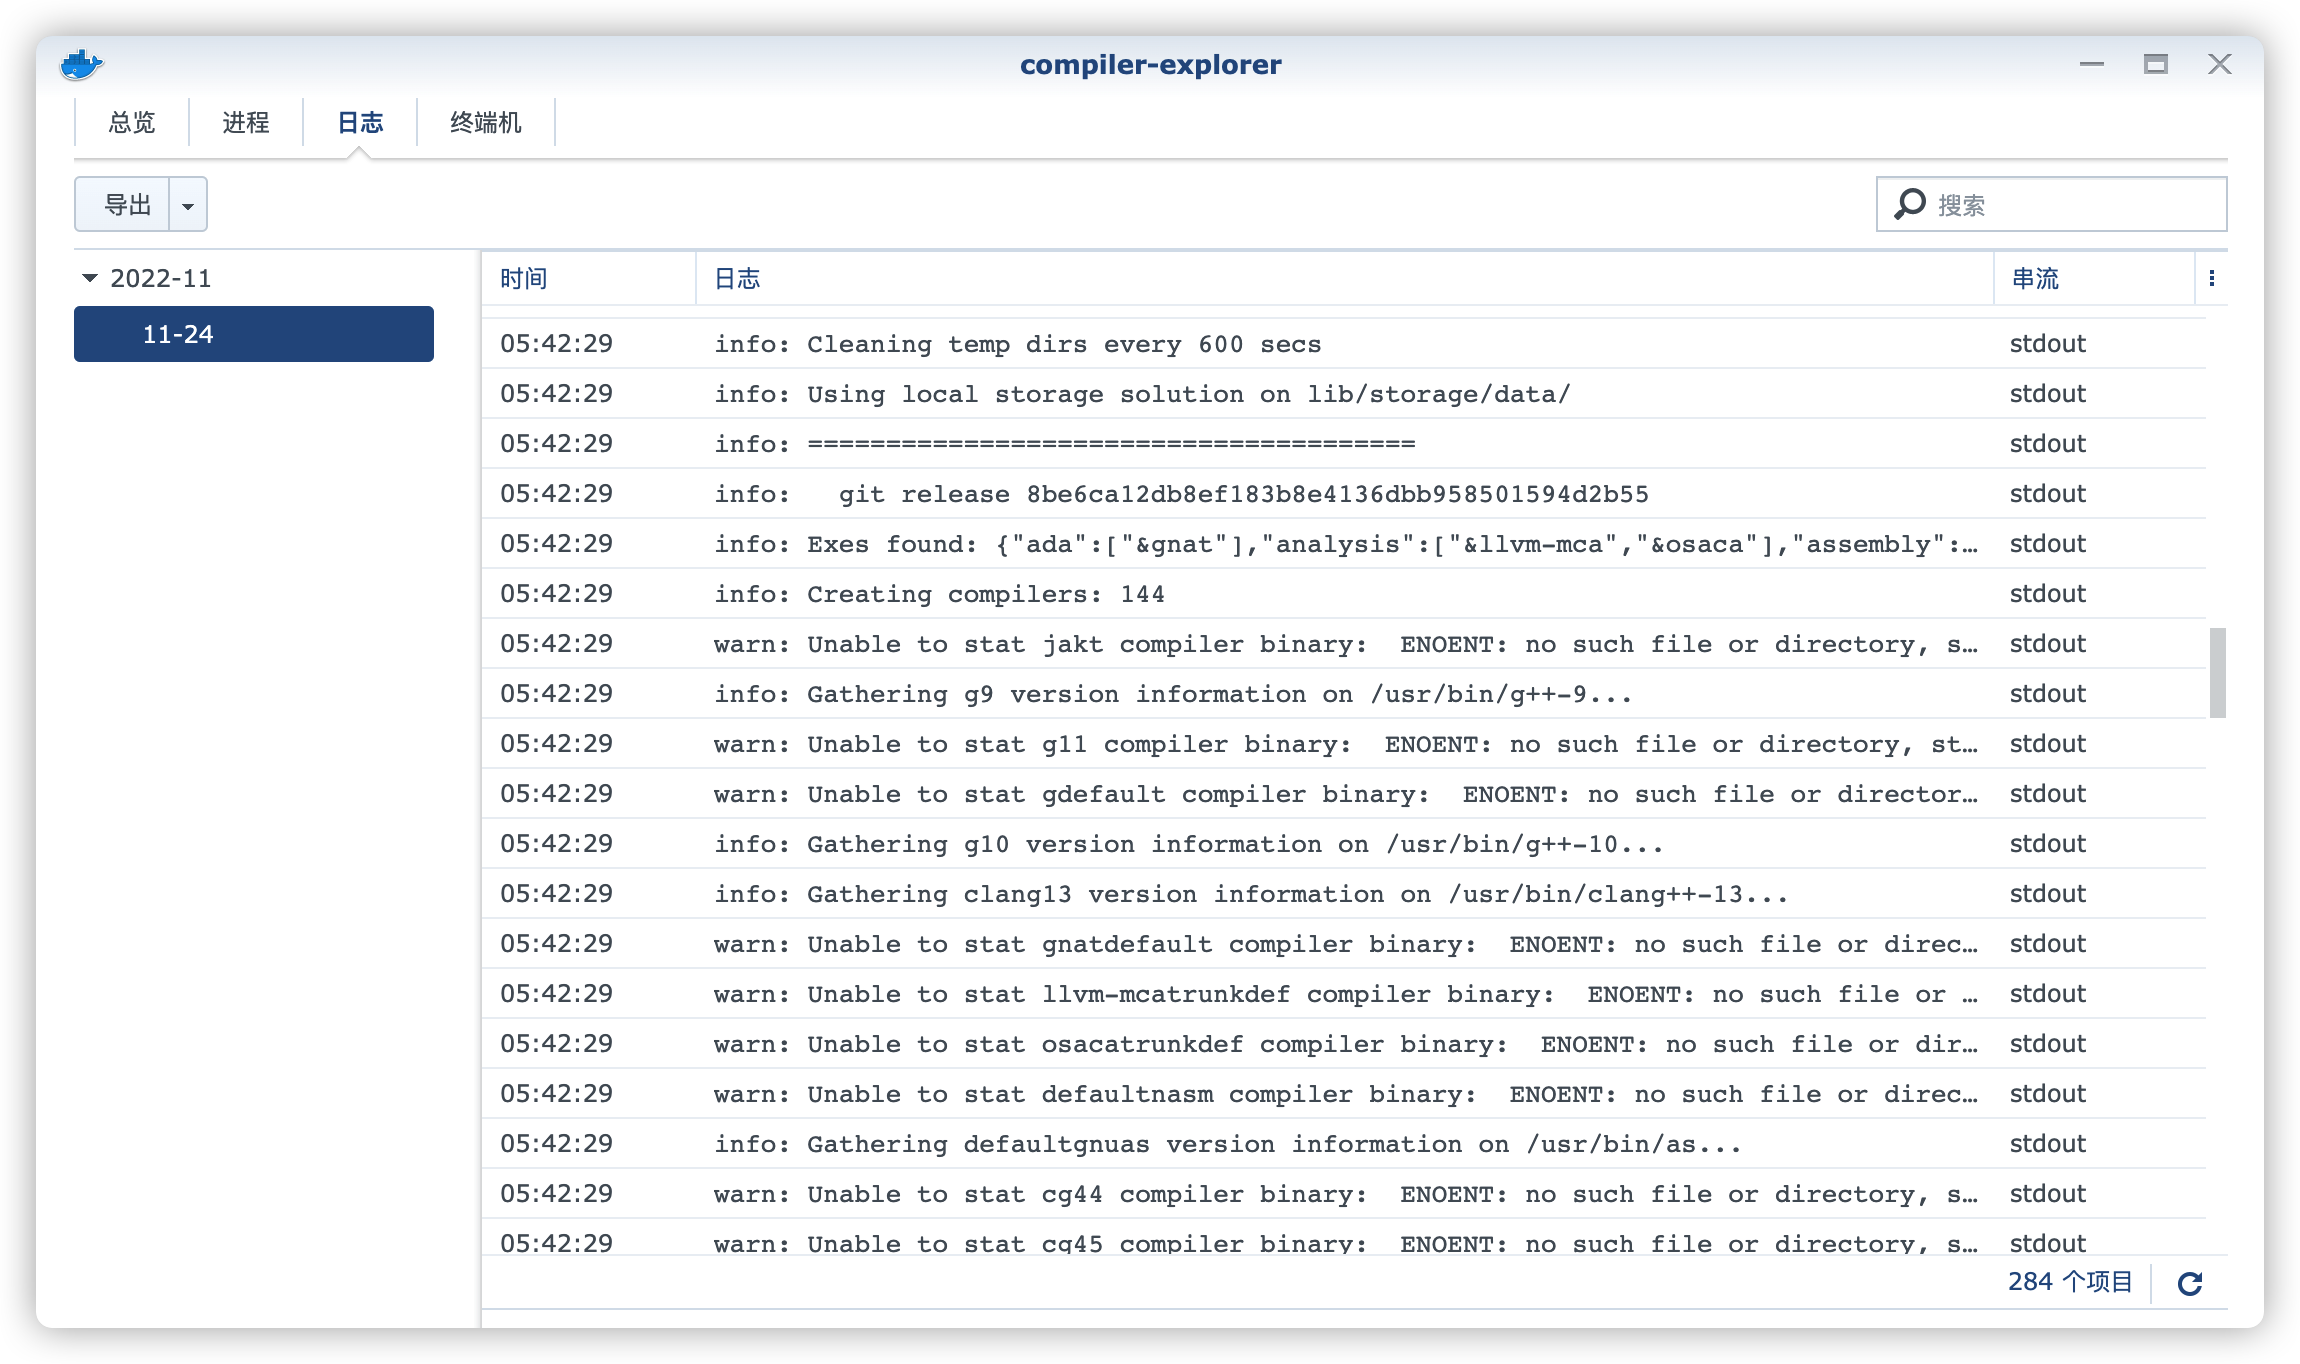 compiler-explorer
总览 进程 日志 终端机
导出 搜索
2022-11
11-24
时间 日志 串流
05:42:29 info: Cleaning temp dirs every 600 secs stdout
05:42:29 info: Using local storage solution on lib/storage/data/ stdout
05:42:29 info: ======================================= stdout
05:42:29 info:   git release 8be6ca12db8ef183b8e4136dbb958501594d2b55 stdout
05:42:29 info: Exes found: {"ada":["&gnat"],"analysis":["&llvm-mca","&osaca"],"assembly":… stdout
05:42:29 info: Creating compilers: 144 stdout
05:42:29 warn: Unable to stat jakt compiler binary:  ENOENT: no such file or directory, s… stdout
05:42:29 info: Gathering g9 version information on /usr/bin/g++-9... stdout
05:42:29 warn: Unable to stat g11 compiler binary:  ENOENT: no such file or directory, st… stdout
05:42:29 warn: Unable to stat gdefault compiler binary:  ENOENT: no such file or director… stdout
05:42:29 info: Gathering g10 version information on /usr/bin/g++-10... stdout
05:42:29 info: Gathering clang13 version information on /usr/bin/clang++-13... stdout
05:42:29 warn: Unable to stat gnatdefault compiler binary:  ENOENT: no such file or direc… stdout
05:42:29 warn: Unable to stat llvm-mcatrunkdef compiler binary:  ENOENT: no such file or … stdout
05:42:29 warn: Unable to stat osacatrunkdef compiler binary:  ENOENT: no such file or dir… stdout
05:42:29 warn: Unable to stat defaultnasm compiler binary:  ENOENT: no such file or direc… stdout
05:42:29 info: Gathering defaultgnuas version information on /usr/bin/as... stdout
05:42:29 warn: Unable to stat cg44 compiler binary:  ENOENT: no such file or directory, s… stdout
05:42:29 warn: Unable to stat cg45 compiler binary:  ENOENT: no such file or directory, s… stdout
284 个项目